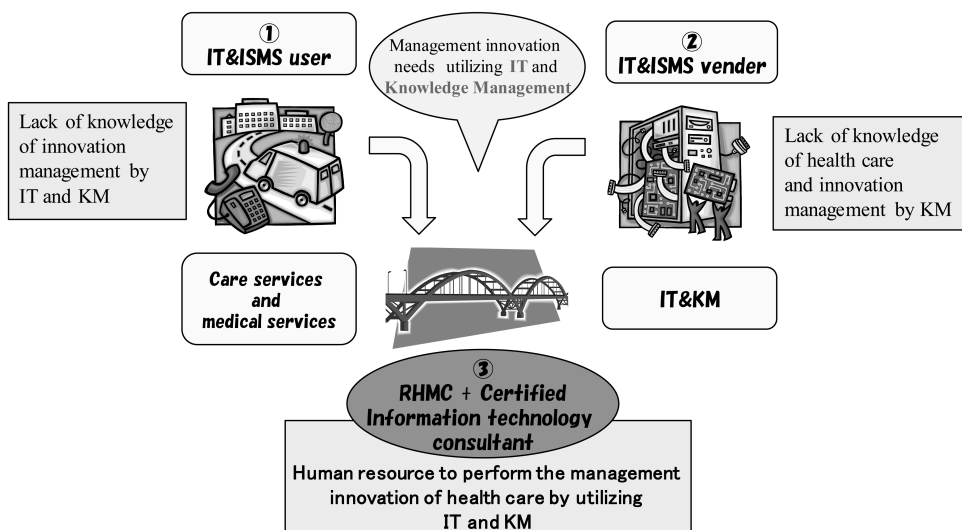 ①
IT&ISMS user
Management innovation
needs utilizing IT and
Knowledge Management
②
IT&ISMS vender
Lack of knowledge
of innovation
management by
IT and KM
Lack of knowledge
of health care
and innovation
management by KM
Care services
and
medical services
IT&KM
③
RHMC + Certified
Information technology
consultant
Human resource to perform the management
innovation of health care by utilizing
IT and KM